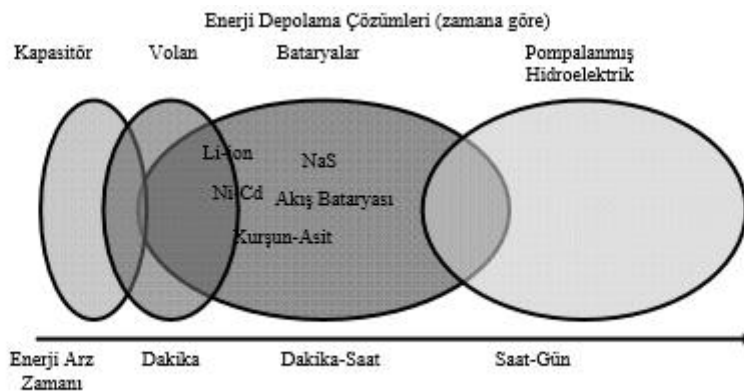 Enerji Depolama Çözümleri (zamana göre)
Kapasitör Volan Bataryalar Pompalanmış
Hidroelektrik
Li-ion NaS
Ni-Cd Akış Bataryası
Kurşun-Asit
Enerji Arz Dakika Dakika-Saat Saat-Gün
Zamanı